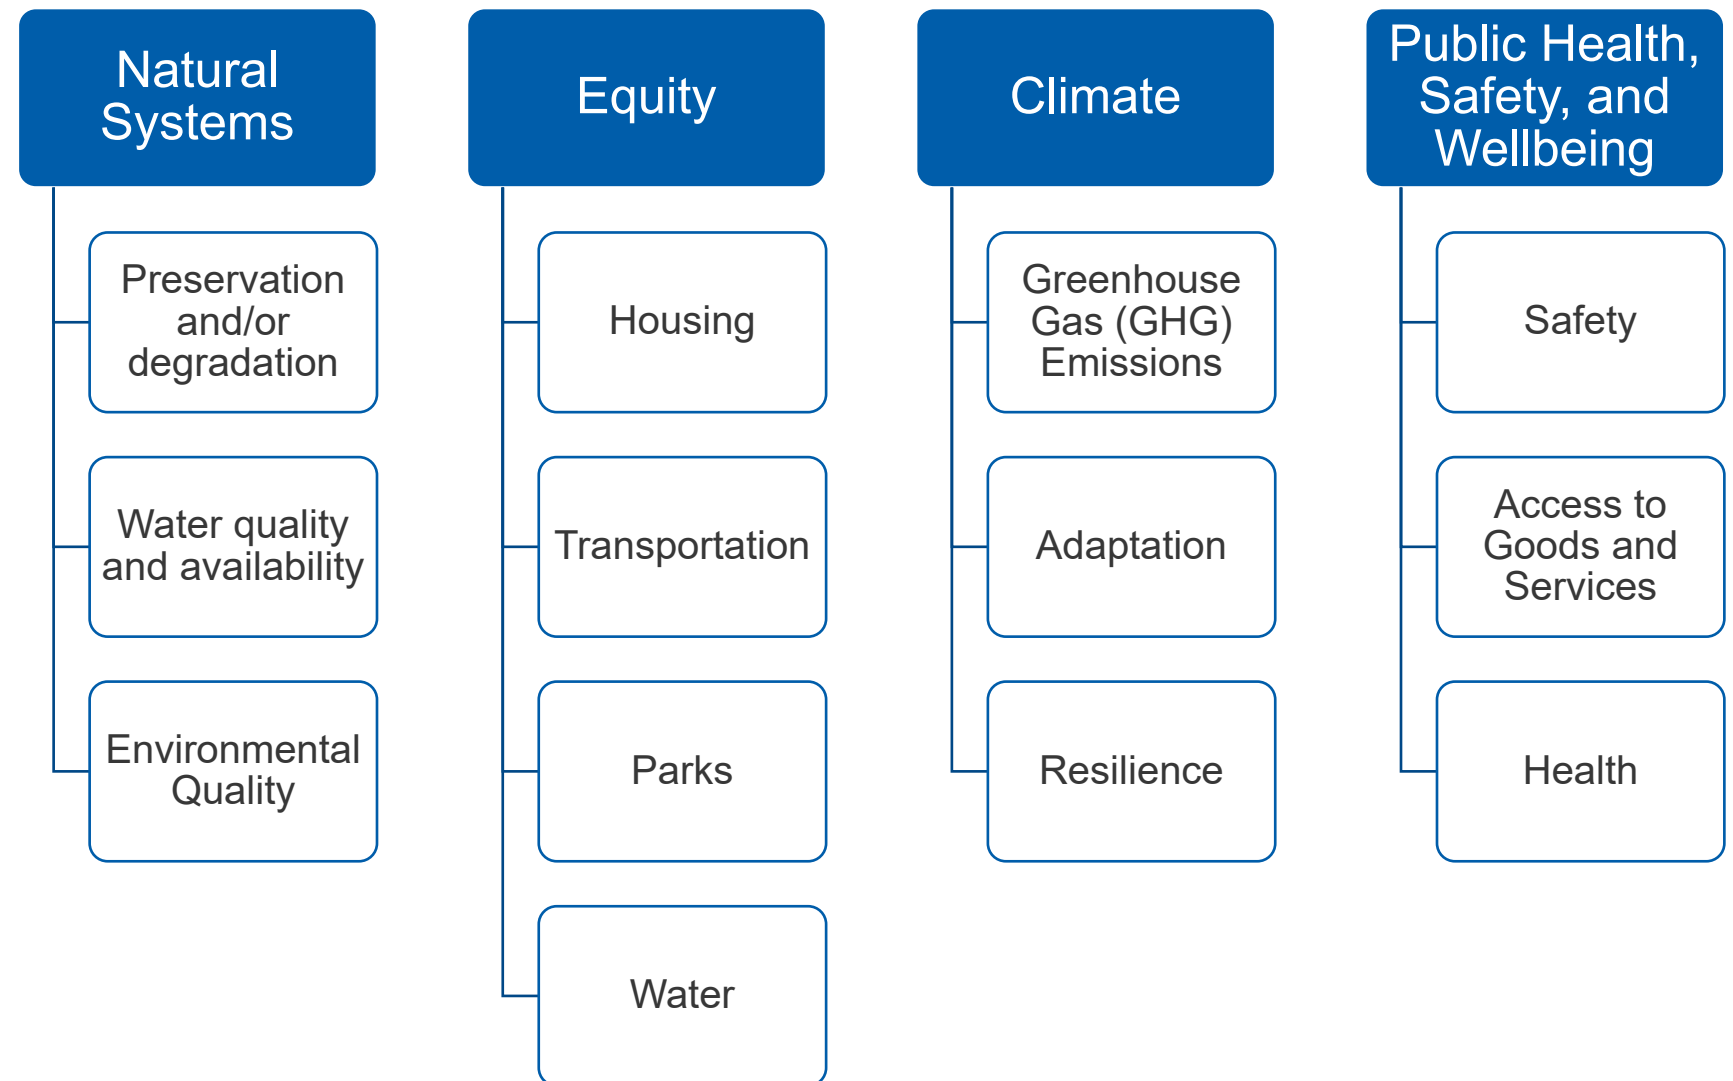 Natural
Systems
Preservation
and/or
degradation
Water quality
and availability
Environmental
Quality
Equity
Housing
Transportation
Parks
Water
Climate
Greenhouse
Gas (GHG)
Emissions
Adaptation
Resilience
Public Health,
Safety, and
Wellbeing
Safety
Access to
Goods and
Services
Health